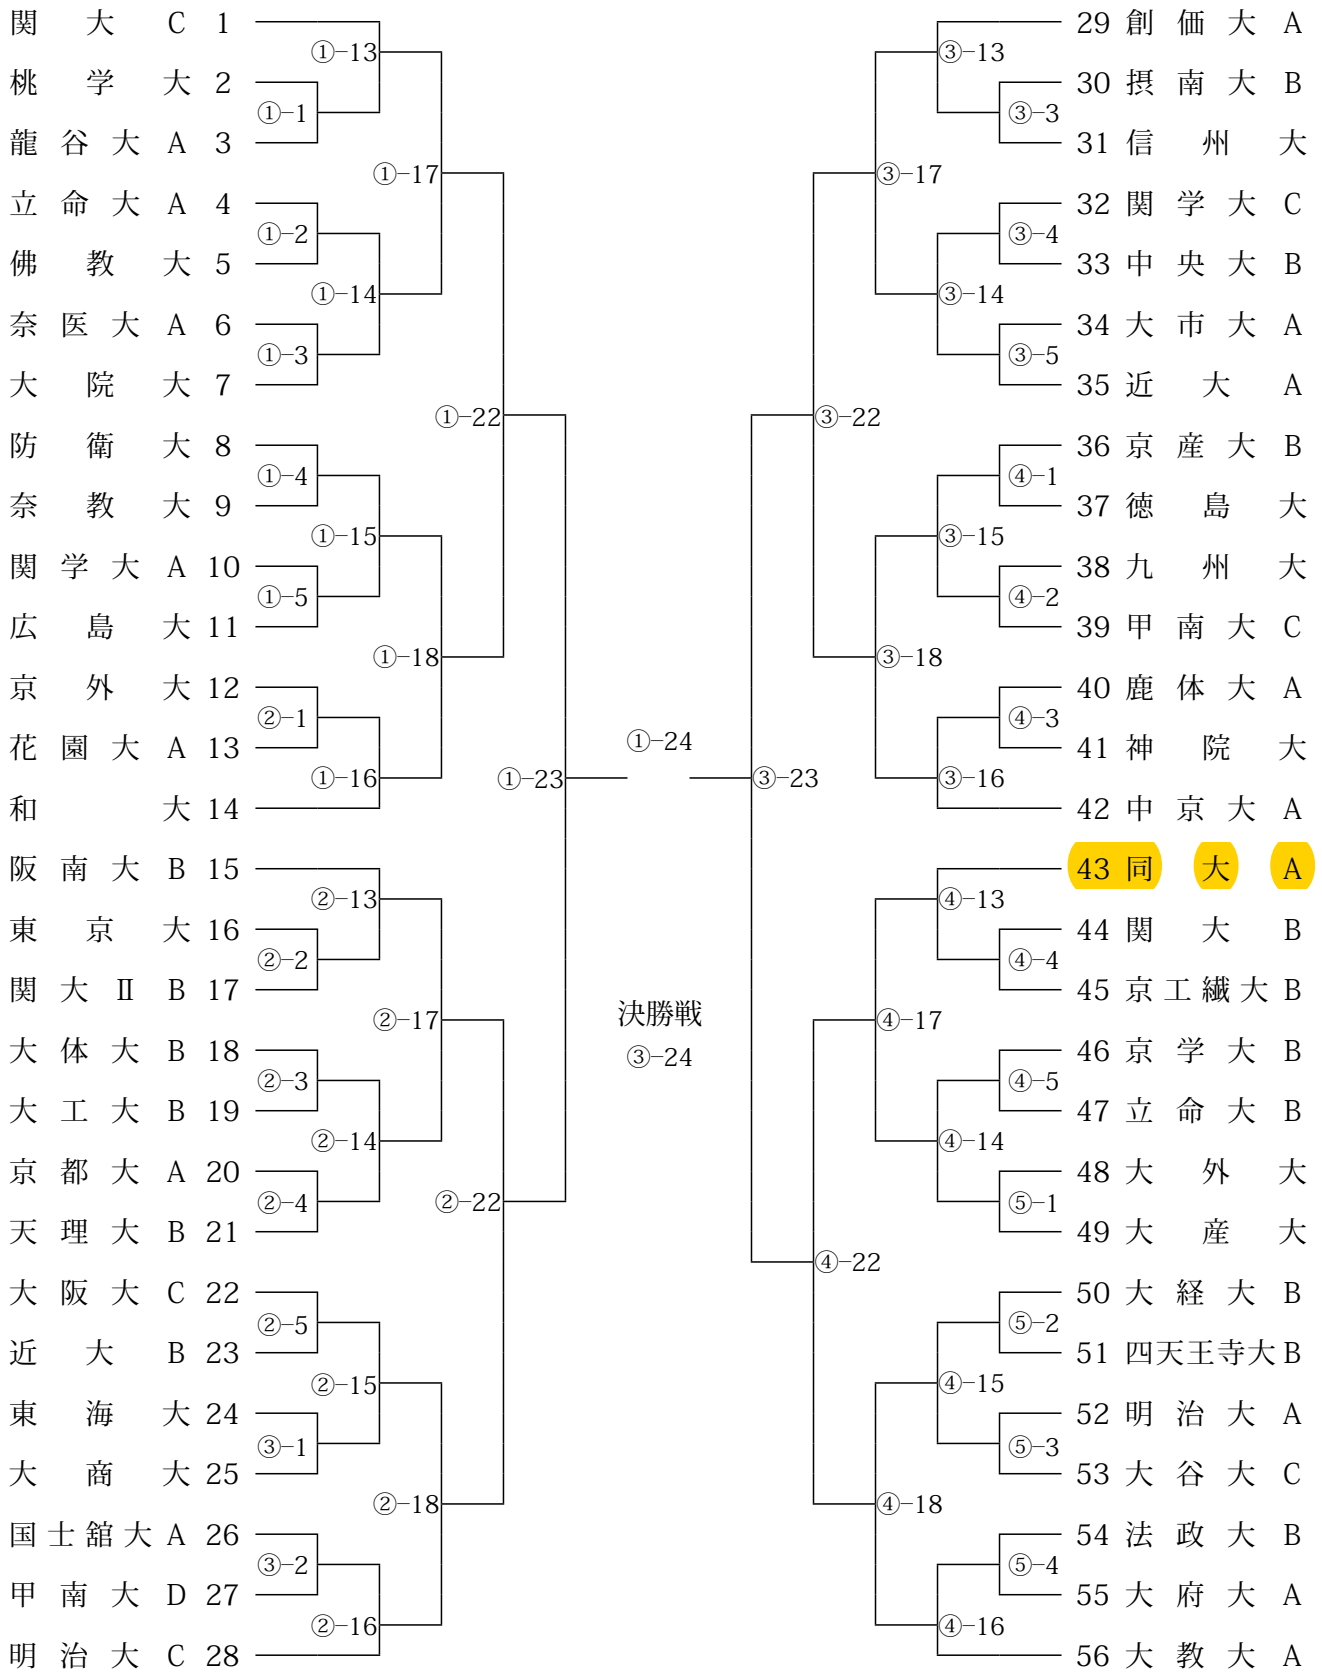 関大C 1
①-13
桃学大 2
①-1
龍谷大A 3
①-17
立命大A 4
①-2
佛教大 5
①-14
奈医大A 6
①-3
大院大 7
①-22
防衛大 8
①-4
奈教大 9
①-15
関学大A 10
①-5
広島大 11
①-18
京外大 12
②-1
花園大A 13
①-16
①-23
和大 14
阪南大B 15
②-13
東京大 16
②-2
関大ⅡB 17
②-17
大体大B 18
②-3
大工大B 19
②-14
京都大A 20
②-4
②-22
天理大B 21
大阪大C 22
②-5
近大B 23
②-15
東海大 24
③-1
大商大 25
②-18
国士舘大A 26
③-2
甲南大D 27
②-16
明治大C 28
①-24
決勝戦
③-24
29 創価大A
③-13
30 摂南大B
③-3
31 信州大
③-17
32 関学大C
③-4
33 中央大B
③-14
34 大市大A
③-5
35 近大A
③-22
36 京産大B
④-1
37 徳島大
③-15
38 九州大
④-2
39 甲南大C
③-18
40 鹿体大A
④-3
41 神院大
③-16
③-23
42 中京大A
43 同大A
④-13
44 関大B
④-4
45 京工繊大B
④-17
46 京学大B
④-5
47 立命大B
④-14
48 大外大
⑤-1
49 大産大
④-22
50 大経大B
⑤-2
51 四天王寺大B
④-15
52 明治大A
⑤-3
53 大谷大C
④-18
54 法政大B
⑤-4
55 大府大A
④-16
56 大教大A